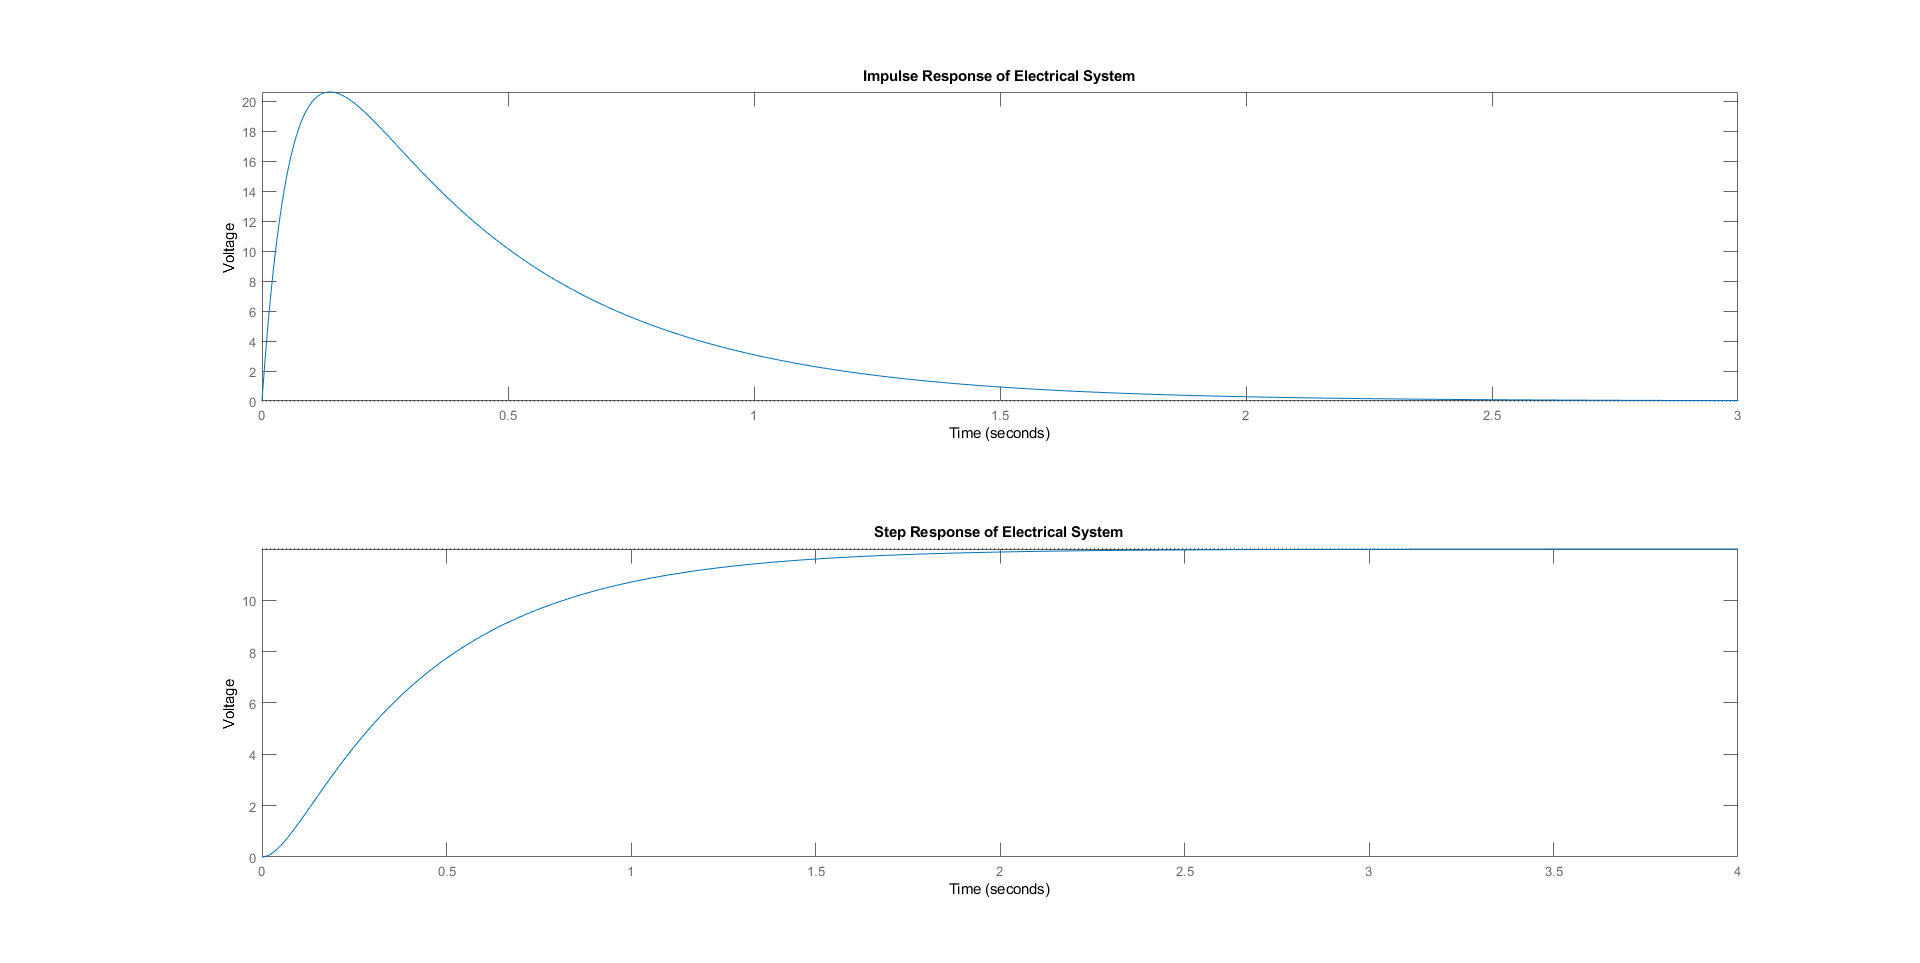 Impulse Response of Electrical System
20
18
16
14
12
10
8
6
4
2
0
Voltage
0 0.5 1 1.5 2 2.5 3
Time (seconds)
Step Response of Electrical System
10
8
6
4
2
0
Voltage
0 0.5 1 1.5 2 2.5 3 3.5 4
Time (seconds)